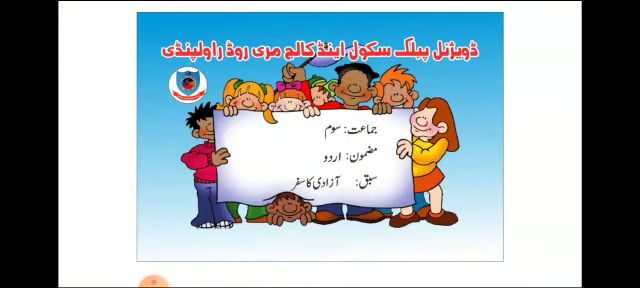 ڈویژنل پبلک سکول اینڈ کالج مری روڈ راولپنڈی
جماعت: سوم
مضمون: اردو
سبق: آزادی کا سفر